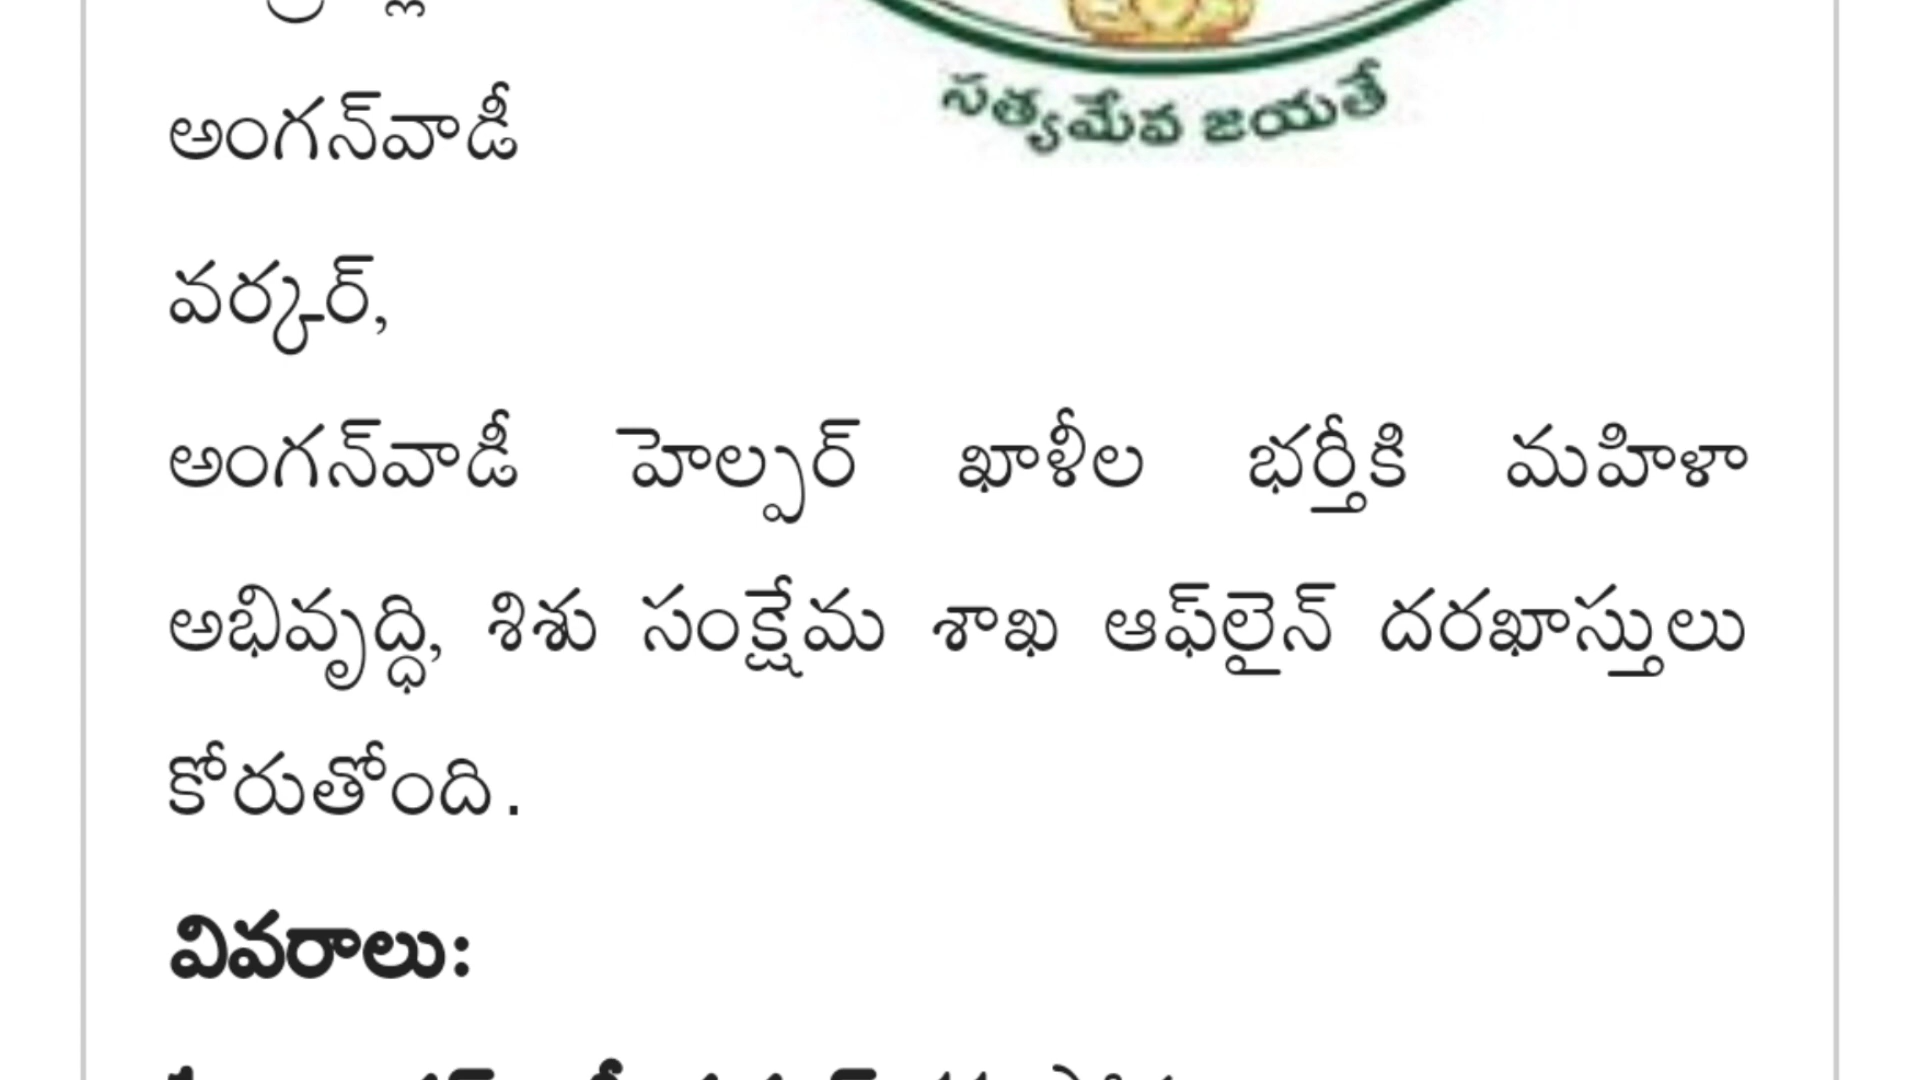 సత్యమేవ జయతే
అంగన్‌వాడీ
వర్కర్,
అంగన్‌వాడీ హెల్పర్ ఖాళీల భర్తీకి మహిళా
అభివృద్ధి, శిశు సంక్షేమ శాఖ ఆఫ్‌లైన్ దరఖాస్తులు
కోరుతోంది.
వివరాలు: